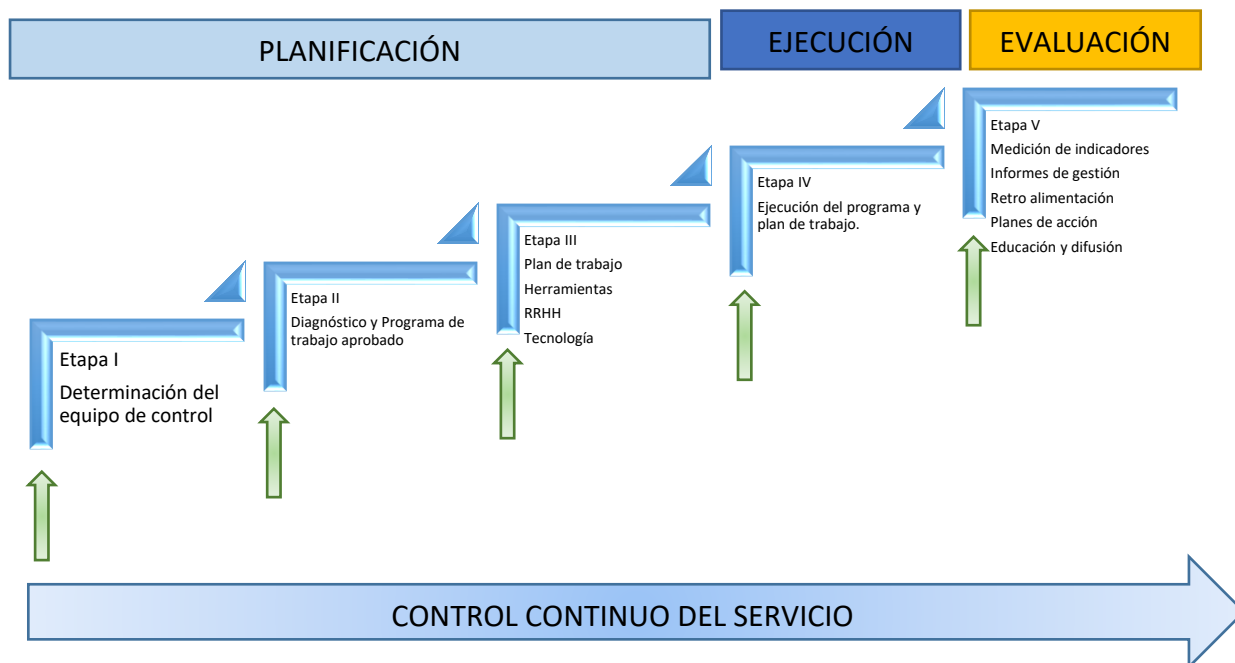 PLANIFICACIÓN
EJECUCIÓN
EVALUACIÓN
Etapa I
Determinación del
equipo de control
Etapa II
Diagnóstico y Programa de
trabajo aprobado
Etapa III
Plan de trabajo
Herramientas
RRHH
Tecnología
Etapa IV
Ejecución del programa y
plan de trabajo.
Etapa V
Medición de indicadores
Informes de gestión
Retro alimentación
Planes de acción
Educación y difusión
CONTROL CONTINUO DEL SERVICIO